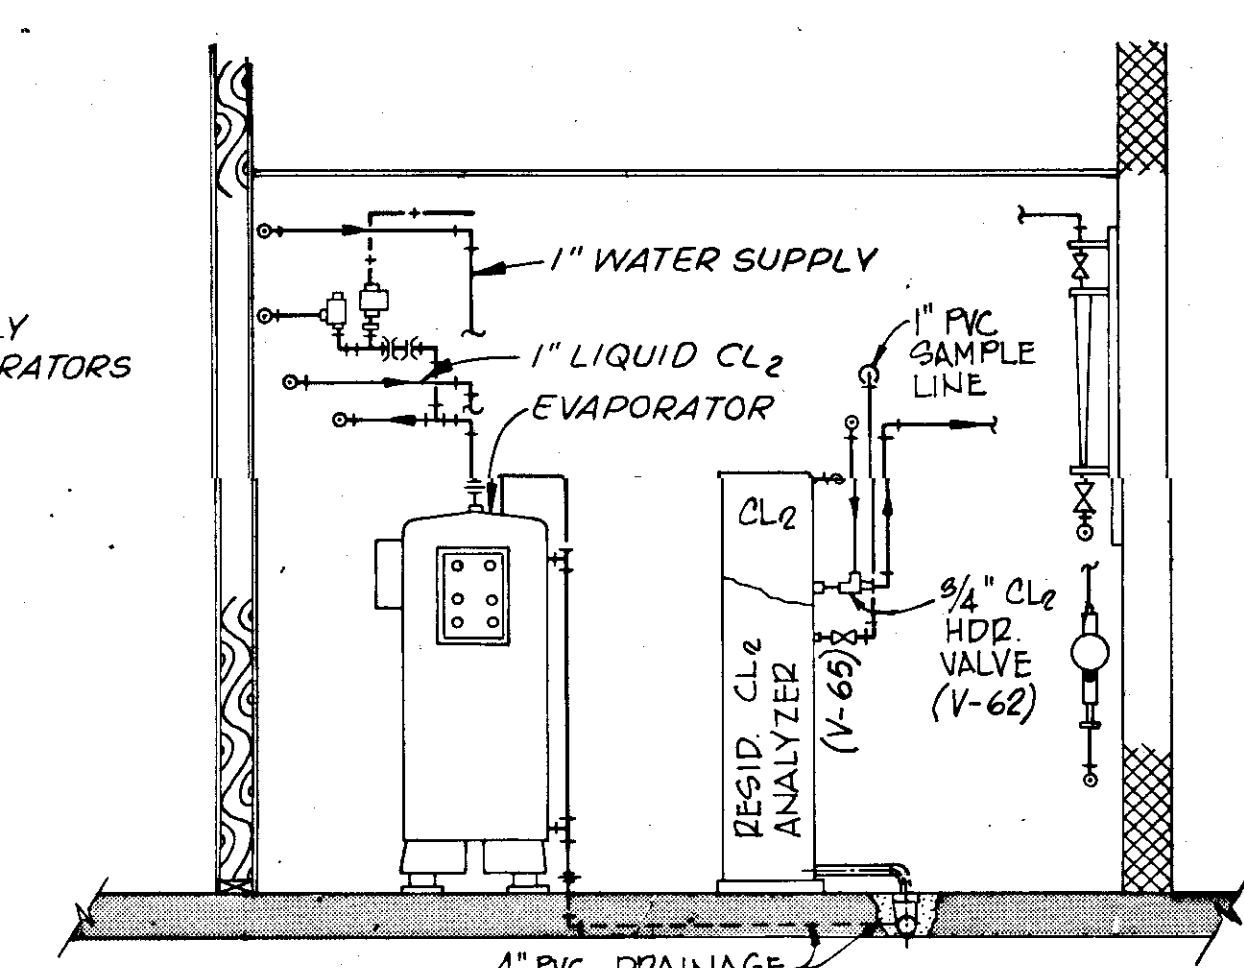 1" WATER SUPPLY
LY
RATORS
1" LIQUID CL2
EVAPORATOR
1" PVC
SAMPLE
LINE
CL2
3/4" CL2
HDR.
VALVE
(V-62)
(V-65)
RESID. CL2
ANALYZER
4" PVC DRAINAGE